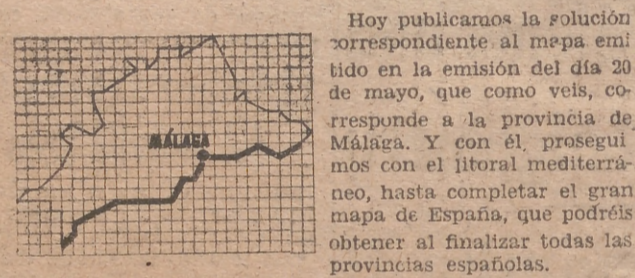 Hoy publicamos la solución
correspondiente al mapa emi
tido en la emisión del día 20
de mayo, que como veis, co-
rresponde a la provincia de
Málaga. Y con él, prosegui
mos con el litoral mediterrá-
neo, hasta completar el gran
mapa de España, que podréis
obtener al finalizar todas las
provincias españolas.
MÁLAGA